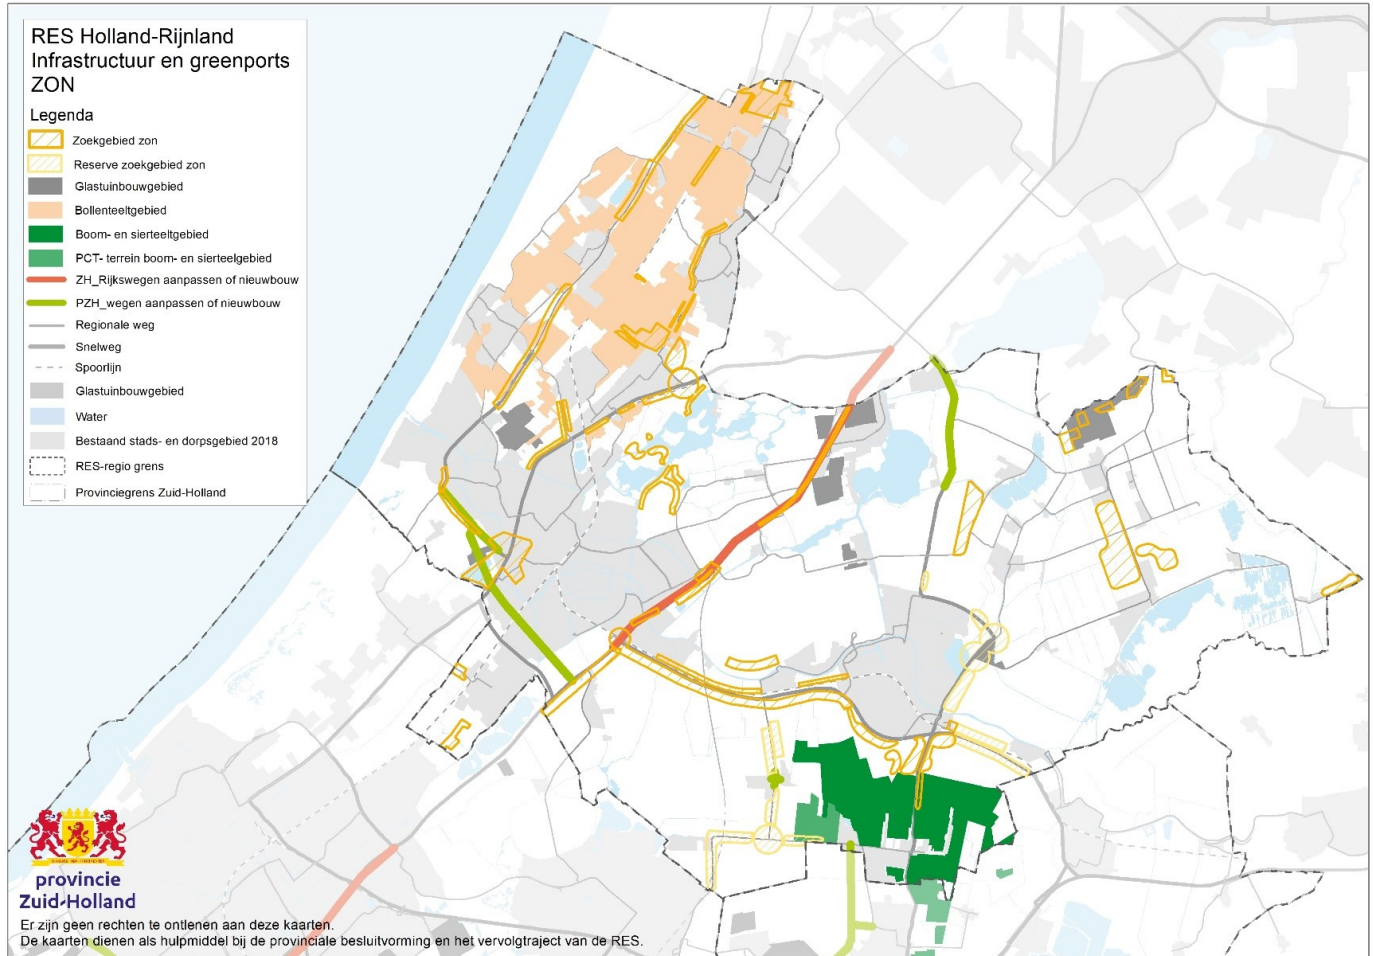 RES Holland-Rijnland
Infrastructuur en greenports
ZON
Legenda
Zoekgebied zon
Reserve zoekgebied zon
Glastuinbouwgebied
Bollenteeltgebied
Boom- en sierteeltgebied
PCT- terrein boom- en sierteelgebied
ZH_Rijkswegen aanpassen of nieuwbouw
PZH_wegen aanpassen of nieuwbouw
Regionale weg
Snelweg
Spoorlijn
Glastuinbouwgebied
Water
Bestaand stads- en dorpsgebied 2018
RES-regio grens
Provinciegrens Zuid-Holland
provincie
Zuid-Holland
Er zijn geen rechten te ontlenen aan deze kaarten.
De kaarten dienen als hulpmiddel bij de provinciale besluitvorming en het vervolgtraject van de RES.